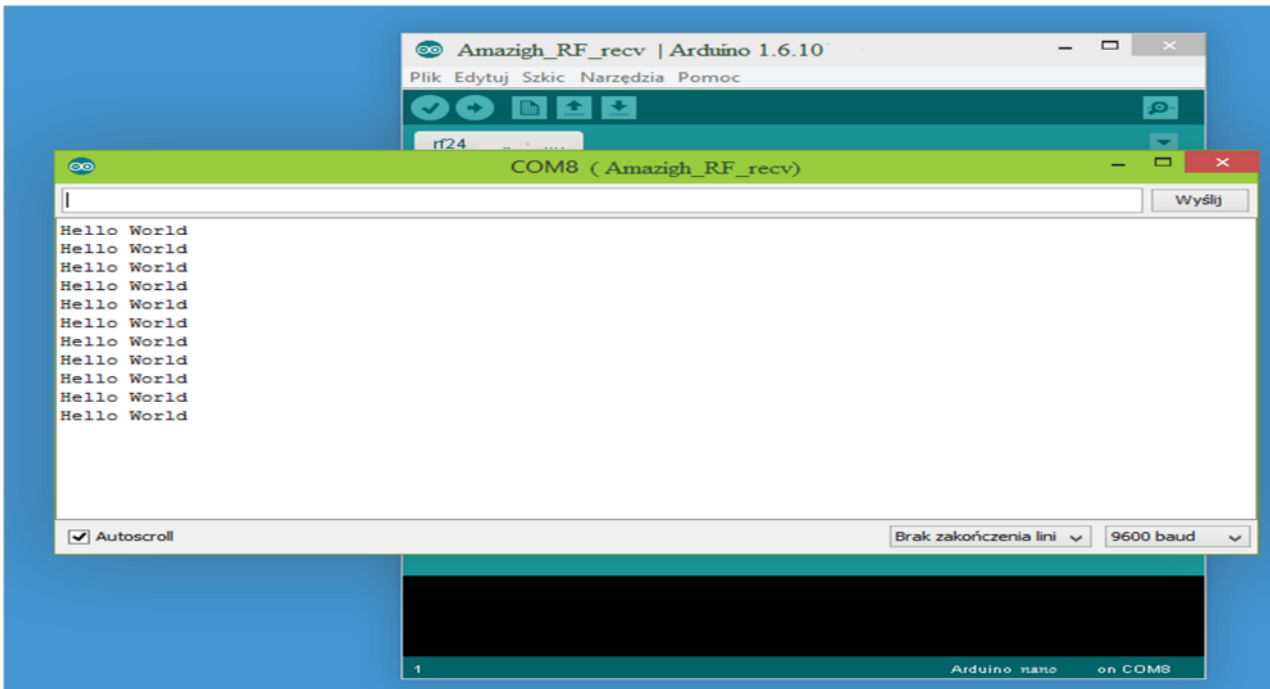 Amazigh_RF_recv | Arduino 1.6.10
Plik Edytuj Szkic Narzędzia Pomoc
rf24
COM8 ( Amazigh_RF_recv)
Wyślij
Hello World
Hello World
Hello World
Hello World
Hello World
Hello World
Hello World
Hello World
Hello World
Hello World
Hello World
Autoscroll
Brak zakończenia lini
9600 baud
1
Arduino nano on COM8